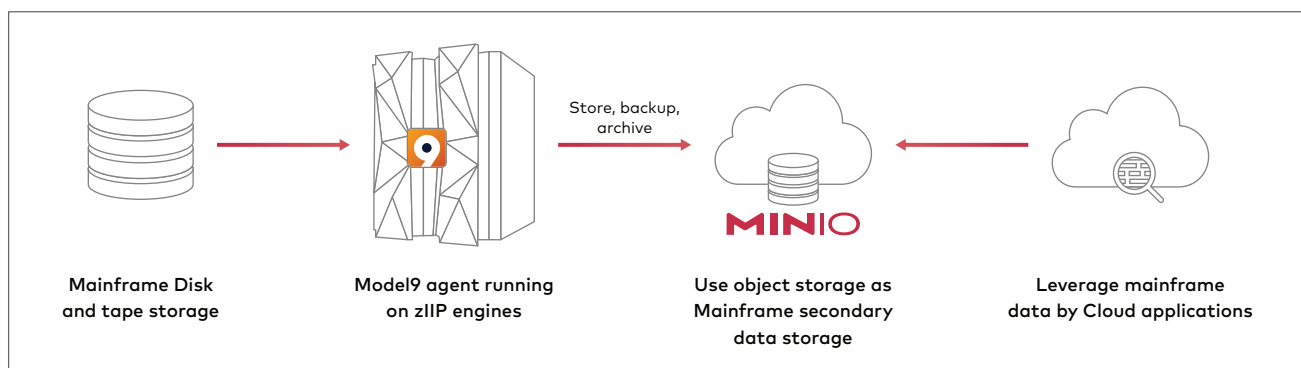 Store, backup,
archive
9
MINIO
Mainframe Disk
and tape storage
Model9 agent running
on zIIP engines
Use object storage as
Mainframe secondary
data storage
Leverage mainframe
data by Cloud applications